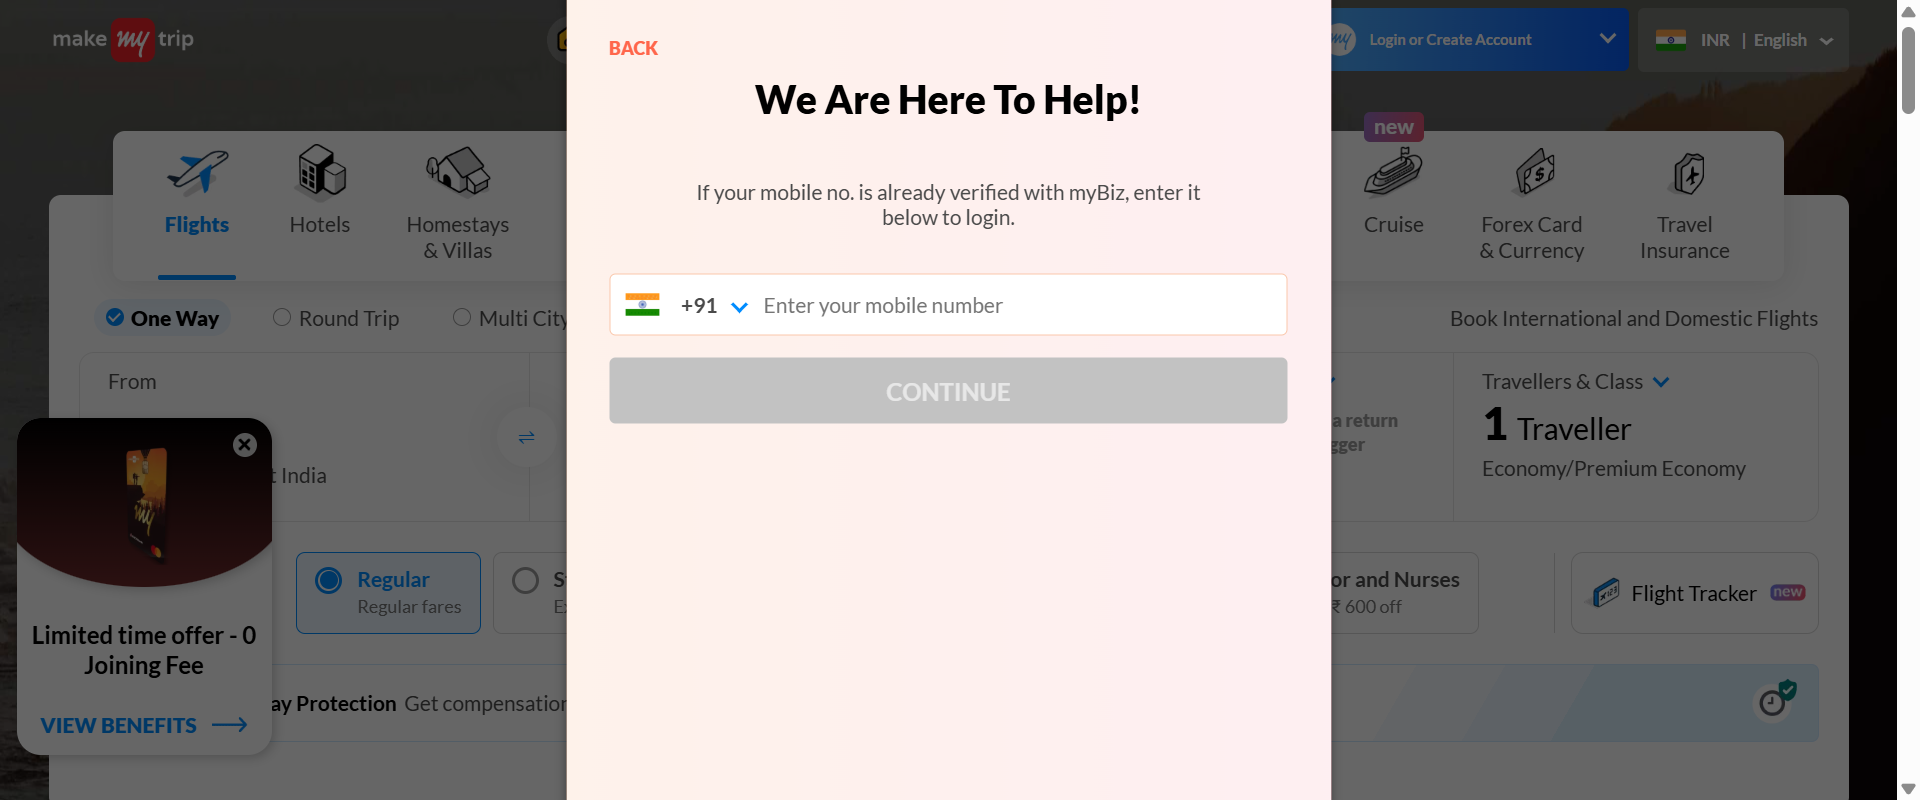 make my trip
my
Login or Create Account
INR | English
BACK
We Are Here To Help!
If your mobile no. is already verified with myBiz, enter it
below to login.
+91
Enter your mobile number
CONTINUE
Flights
Hotels
Homestays
& Villas
new
Cruise
Forex Card
& Currency
Travel
Insurance
One Way
Round Trip
Multi City
Book International and Domestic Flights
From
India
Travellers & Class
1 Traveller
Economy/Premium Economy
a return
Regular
Regular fares
or and Nurses
₹ 600 off
Flight Tracker
new
Limited time offer - 0
Joining Fee
VIEW BENEFITS
Protection
Get